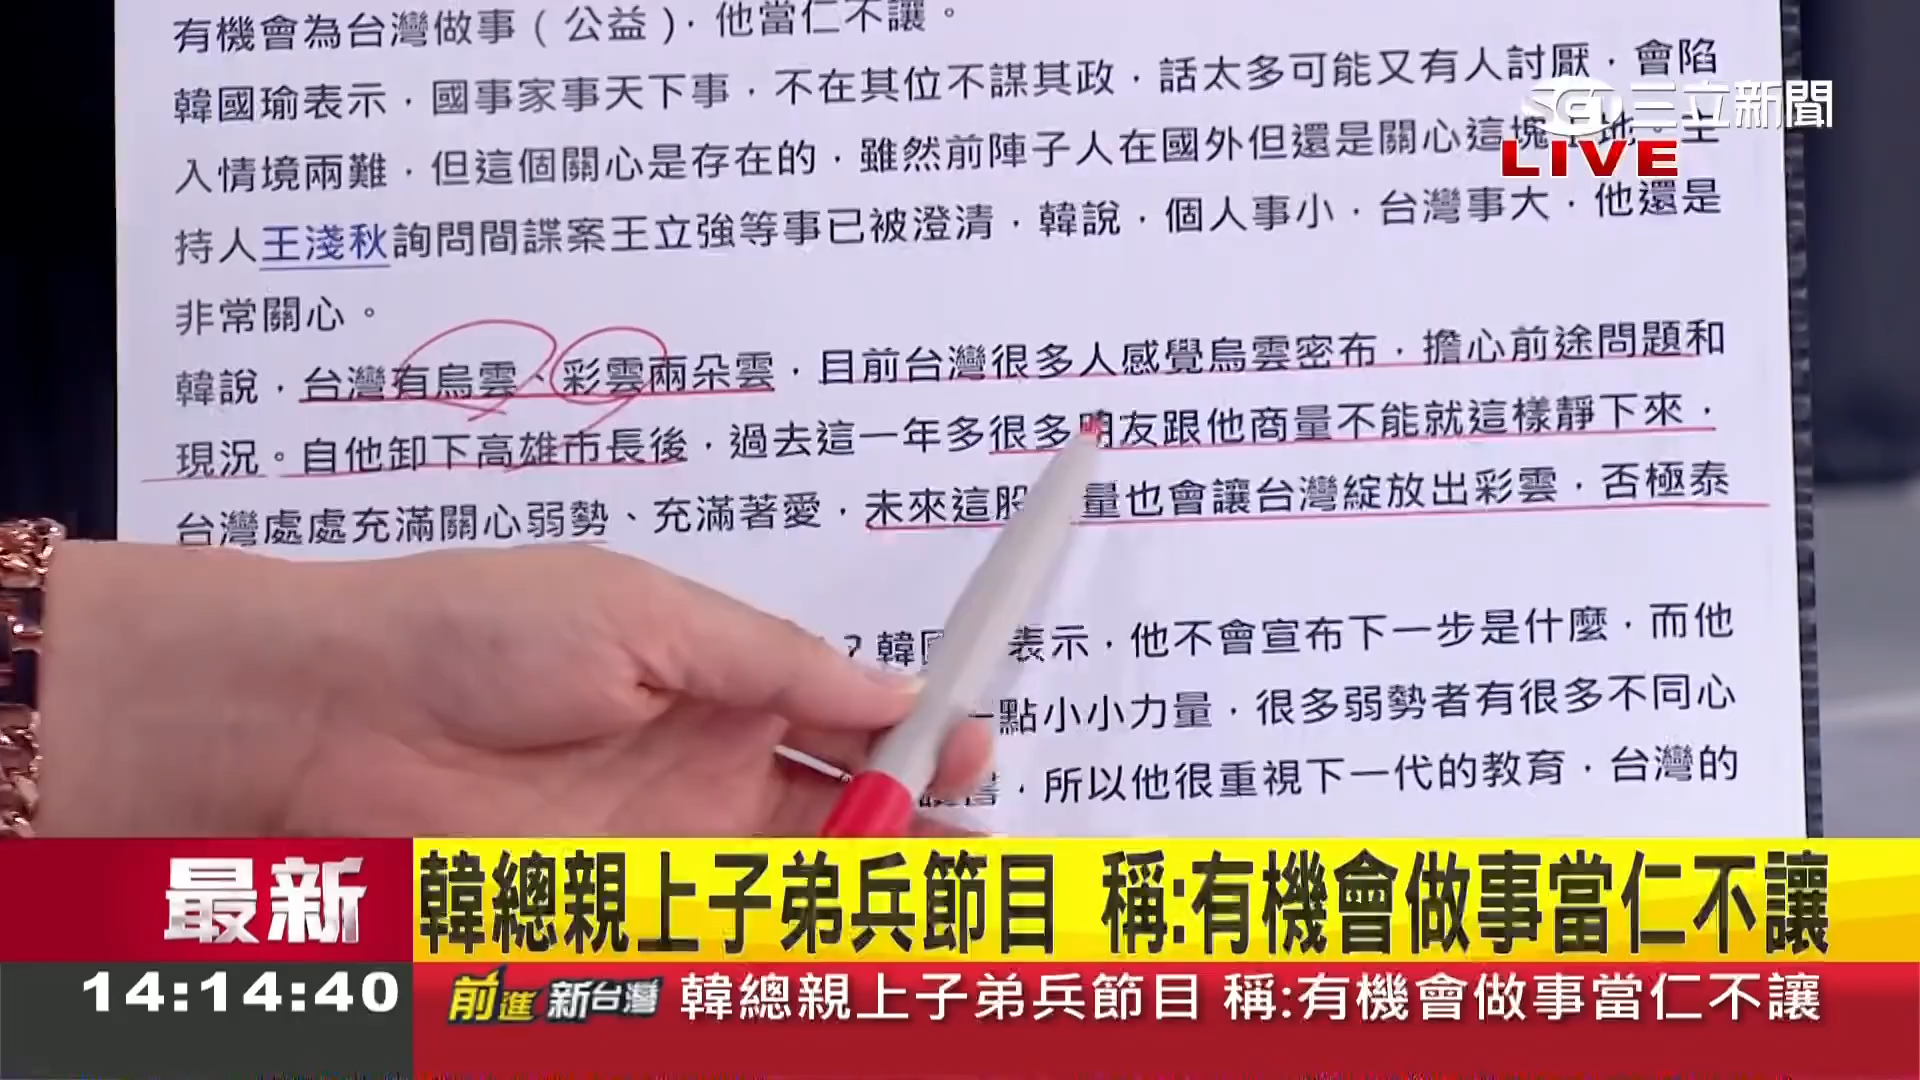 有機會為台灣做事(公益),他當仁不讓。
韓國瑜表示,國事家事天下事,不在其位不謀其政,話太多可能又有人討厭,會陷
入情境兩難,但這個關心是存在的,雖然前陣子人在國外但還是關心這塊土地。主
持人王淺秋詢問間諜案王立強等事已被澄清,韓說,個人事小,台灣事大,他還是
非常關心。
韓說,台灣有烏雲、彩雲兩朵雲,目前台灣很多人感覺烏雲密布,擔心前途問題和
現況。自他卸下高雄市長後,過去這一年多很多朋友跟他商量不能就這樣靜下來,
台灣處處充滿關心弱勢、充滿著愛,未來這股 量也會讓台灣綻放出彩雲,否極泰
?韓國 表示,他不會宣布下一步是什麼,而他
一點小小力量,很多弱勢者有很多不同心
,所以他很重視下一代的教育,台灣的
SET三立新聞
LIVE
最新
韓總親上子弟兵節目 稱:有機會做事當仁不讓
14:14:40
前進新台灣
韓總親上子弟兵節目 稱:有機會做事當仁不讓